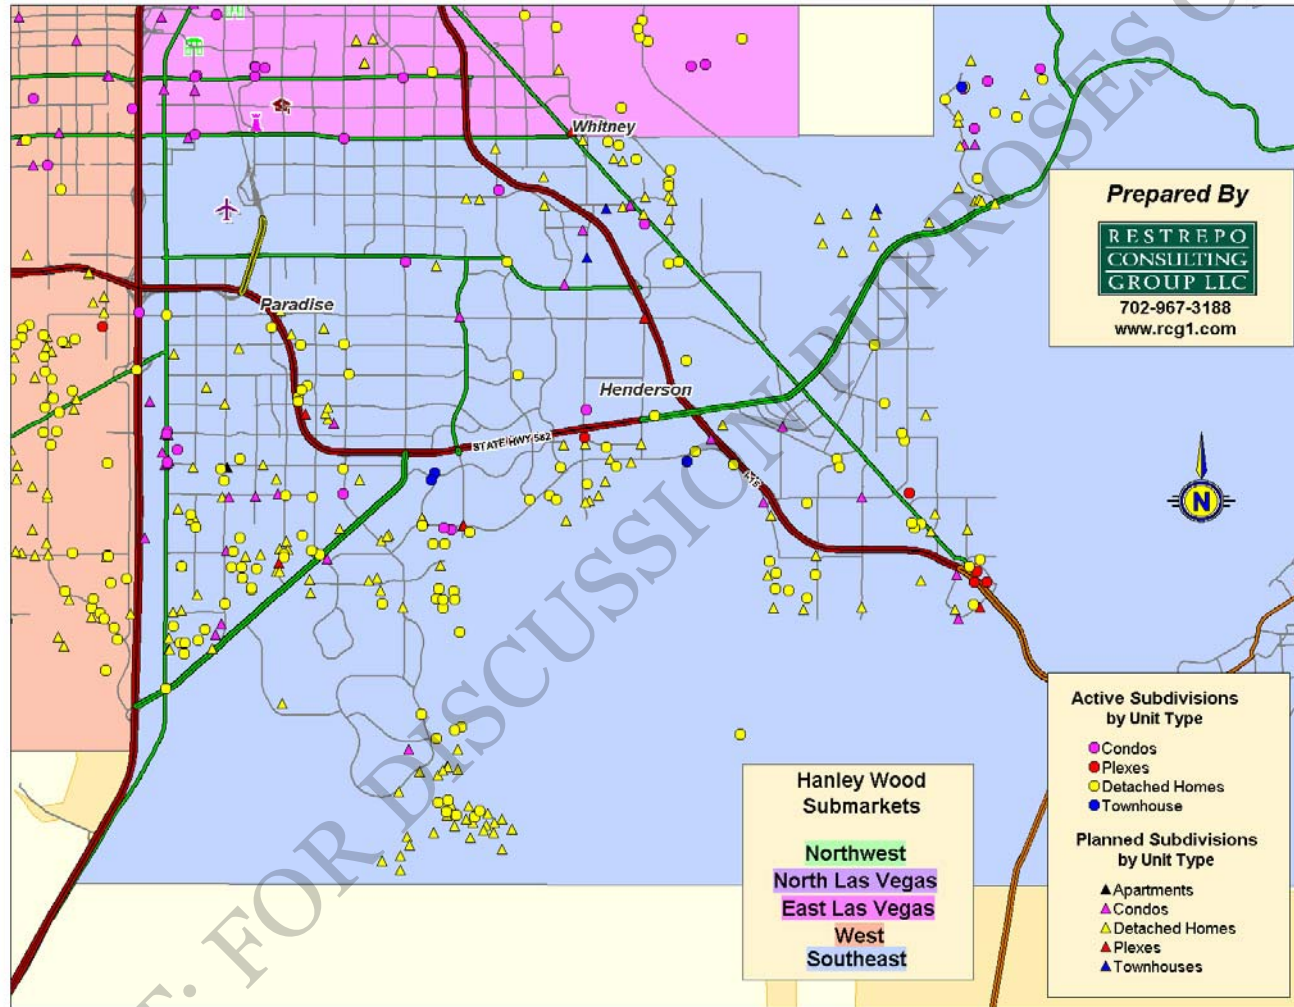 Whitney
Prepared By
RESTREPO
CONSULTING
GROUP LLC
702-967-3188
www.rcg1.com
Paradise
Henderson
STATE HWY 582
N
Active Subdivisions
by Unit Type
Condos
Plexes
Detached Homes
Townhouse
Planned Subdivisions
by Unit Type
Apartments
Condos
Detached Homes
Plexes
Townhouses
Hanley Wood
Submarkets
Northwest
North Las Vegas
East Las Vegas
West
Southeast
FOR DISCUSSION PUPROSES